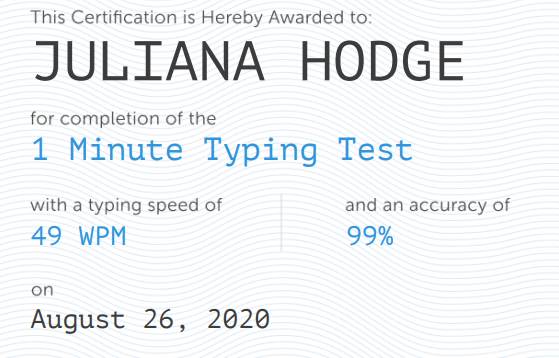 This Certification is Hereby Awarded to:
JULIANA HODGE
for completion of the
1 Minute Typing Test
with a typing speed of
49 WPM
and an accuracy of
99%
on
August 26, 2020